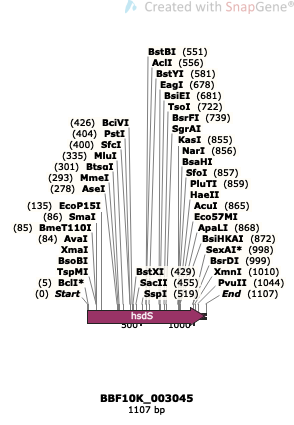 Created with SnapGene®
BstBI (551)
AclI (556)
BstYI (581)
EagI (678)
BsiEI (681)
TsoI (722)
BsrFI (739)
SgrAI
KasI (855)
NarI (856)
BsaHI
SfoI (857)
PluTI (859)
HaeII
AcuI (865)
Eco57MI
ApaLI (868)
BsiHKAI (872)
SexAI* (998)
BsrDI (999)
XmnI (1010)
PvuII (1044)
End (1107)
(426) BciVI
(404) PstI
(400) SfcI
(335) MluI
(301) BtsαI
(293) MmeI
(278) AseI
(135) EcoP15I
(86) SmaI
(85) BmeT110I
(84) AvaI
XmaI
BsoBI
TspMI
(5) BclI*
(0) Start
BstXI (429)
SacII (455)
SspI (519)
hsdS
500
1000
BBF10K_003045
1107 bp